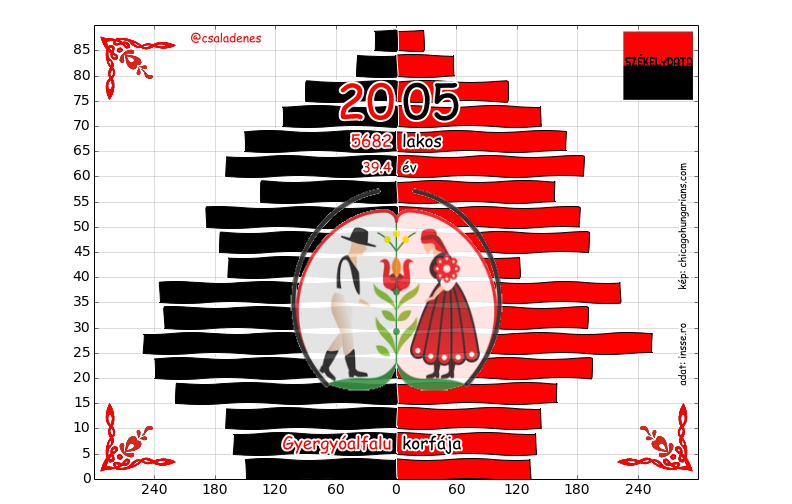 @csaladenes
SZÉKELYDATA
2005
5682 lakos
39.4 év
kép: chicagohungarians.com
adat: insse.ro
Gyergyóalfalu korfája
85
80
75
70
65
60
55
50
45
40
35
30
25
20
15
10
5
0
240 180 120 60 0 60 120 180 240